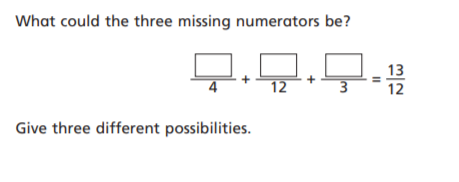 What could the three missing numerators be?
□/4 + □/12 + □/3 = 13/12
Give three different possibilities.